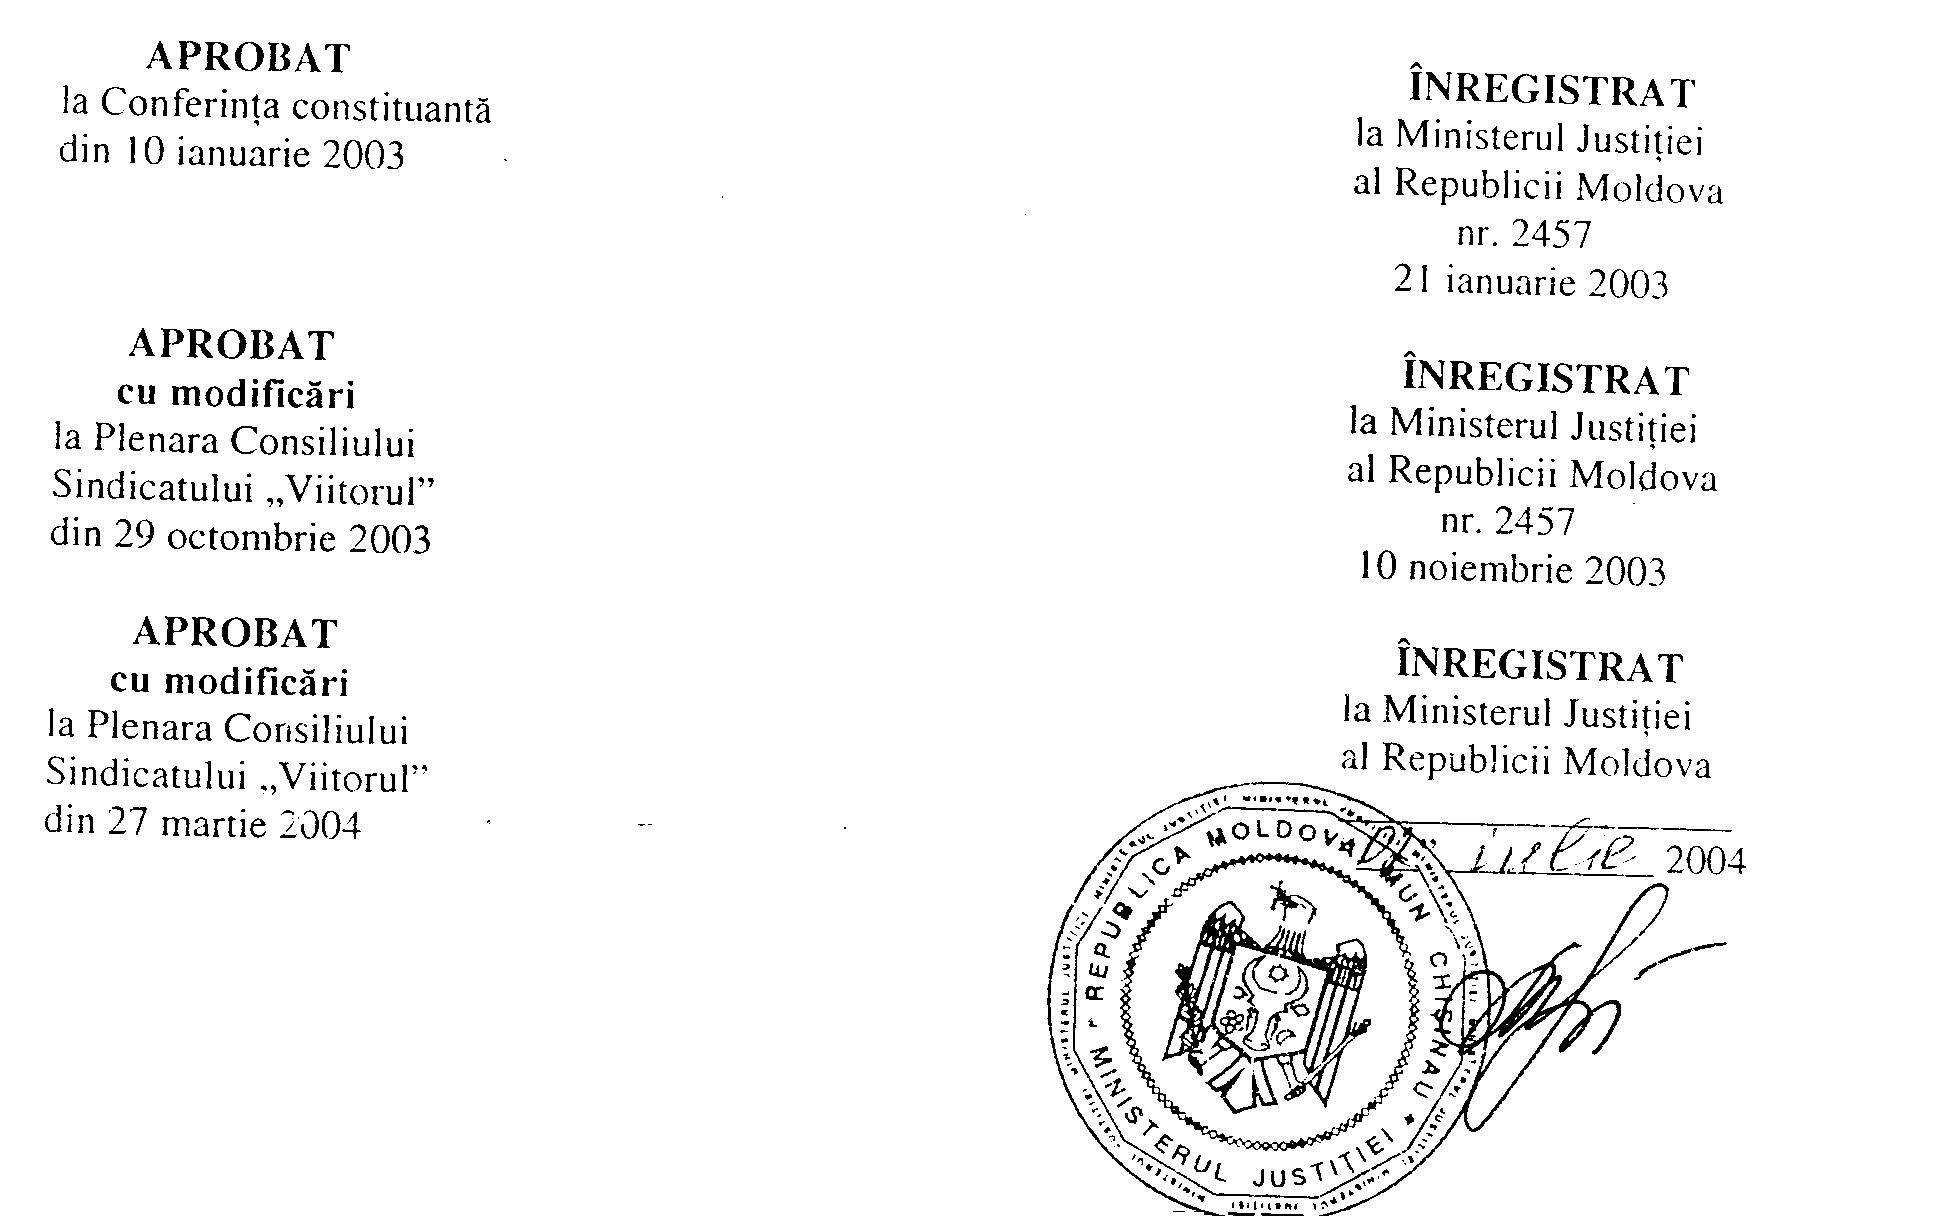 APROBAT
la Conferința constituantă
din 10 ianuarie 2003
ÎNREGISTRAT
la Ministerul Justiției
al Republicii Moldova
nr. 2457
21 ianuarie 2003
APROBAT
cu modificări
la Plenara Consiliului
Sindicatului „Viitorul”
din 29 octombrie 2003
ÎNREGISTRAT
la Ministerul Justiției
al Republicii Moldova
nr. 2457
10 noiembrie 2003
APROBAT
cu modificări
la Plenara Consiliului
Sindicatului „Viitorul”
din 27 martie 2004
ÎNREGISTRAT
la Ministerul Justiției
al Republicii Moldova
iulie 2004
REPUBLICA MOLDOVA MUN CHIȘINĂU
MINISTERUL JUSTIȚIEI